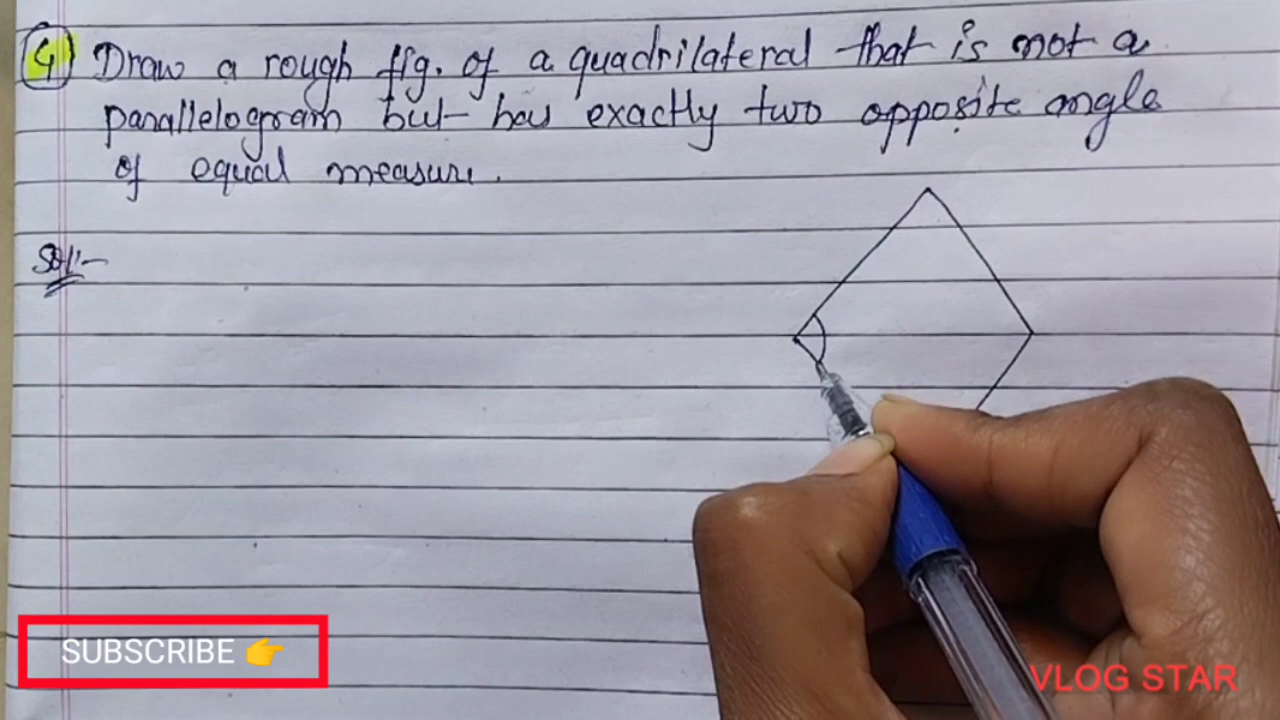 4) Draw a rough fig. of a quadrilateral that is not a
parallelogram but has exactly two opposite angle
of equal measure.
Sol:-
SUBSCRIBE 👉
VLOG STAR